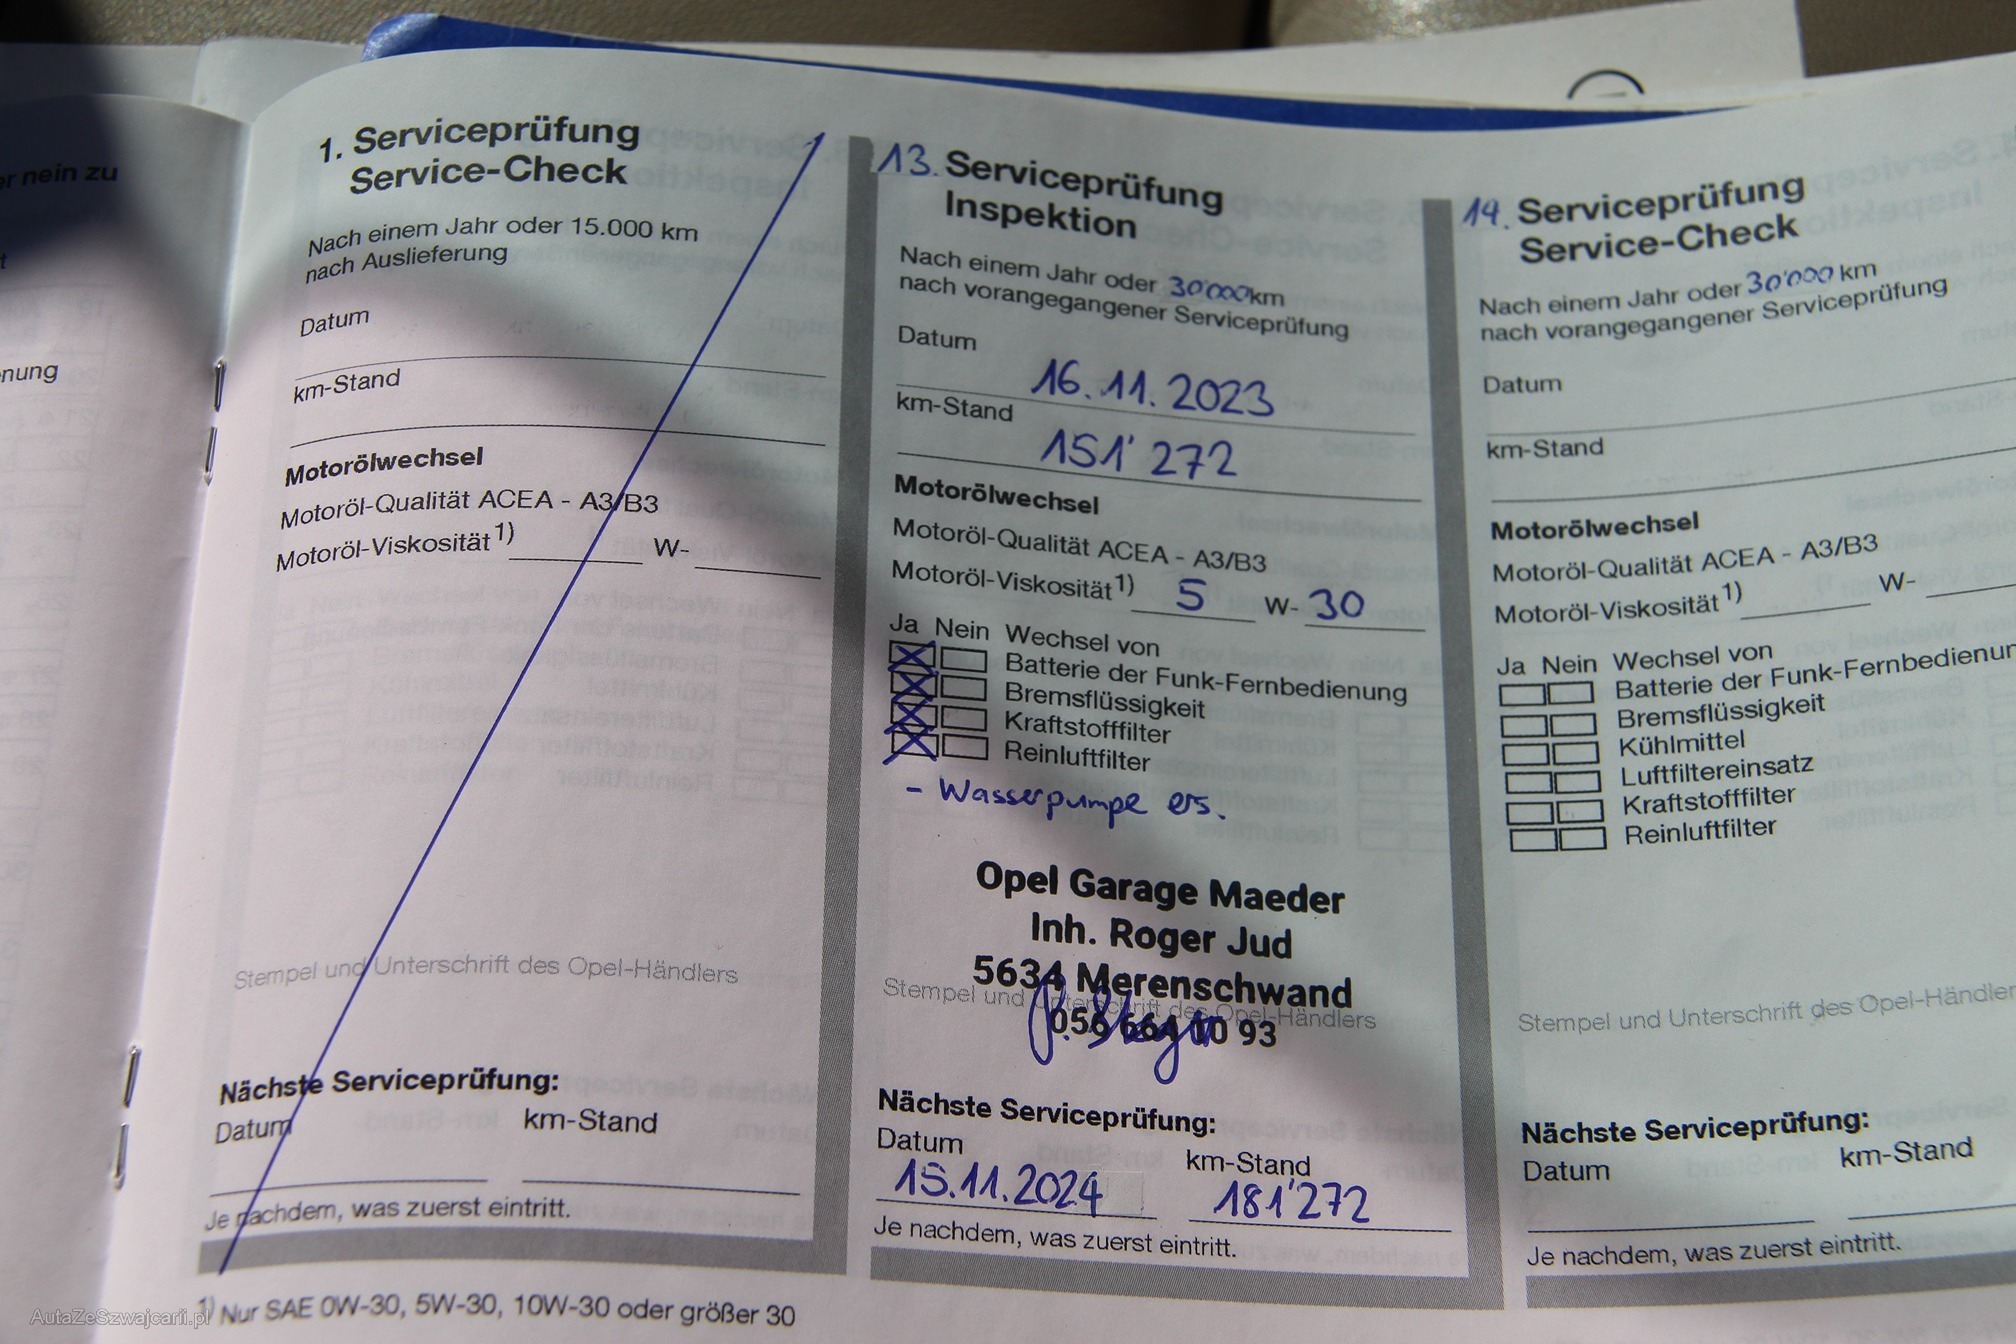 er nein zu
nung
1. Serviceprüfung
Service-Check
Nach einem Jahr oder 15.000 km
nach Auslieferung
Datum
km-Stand
Motorölwechsel
Motoröl-Qualität ACEA - A3/B3
Motoröl-Viskosität 1) W-
Stempel und Unterschrift des Opel-Händlers
Nächste Serviceprüfung:
Datum km-Stand
Je nachdem, was zuerst eintritt.
1) Nur SAE 0W-30, 5W-30, 10W-30 oder größer 30
13. Serviceprüfung
Inspektion
Nach einem Jahr oder 30'000 km
nach vorangegangener Serviceprüfung
Datum
16.11.2023
km-Stand
151'272
Motorölwechsel
Motoröl-Qualität ACEA - A3/B3
Motoröl-Viskosität 1) 5 W- 30
Ja Nein Wechsel von
Batterie der Funk-Fernbedienung
Bremsflüssigkeit
Kraftstofffilter
Reinluftfilter
- Wasserpumpe ers.
Opel Garage Maeder
Inh. Roger Jud
5634 Merenschwand
Stempel und Unterschrift des Opel-Händlers
056 664 10 93
Nächste Serviceprüfung:
Datum km-Stand
15.11.2024 181'272
Je nachdem, was zuerst eintritt.
14. Serviceprüfung
Service-Check
Nach einem Jahr oder 30'000 km
nach vorangegangener Serviceprüfung
Datum
km-Stand
Motorölwechsel
Motoröl-Qualität ACEA - A3/B3
Motoröl-Viskosität 1) W-
Ja Nein Wechsel von
Batterie der Funk-Fernbedienun
Bremsflüssigkeit
Kühlmittel
Luftfiltereinsatz
Kraftstofffilter
Reinluftfilter
Stempel und Unterschrift des Opel-Händler
Nächste Serviceprüfung:
Datum km-Stand
Je nachdem, was zuerst eintritt.
AutaZeSzwajcarii.pl